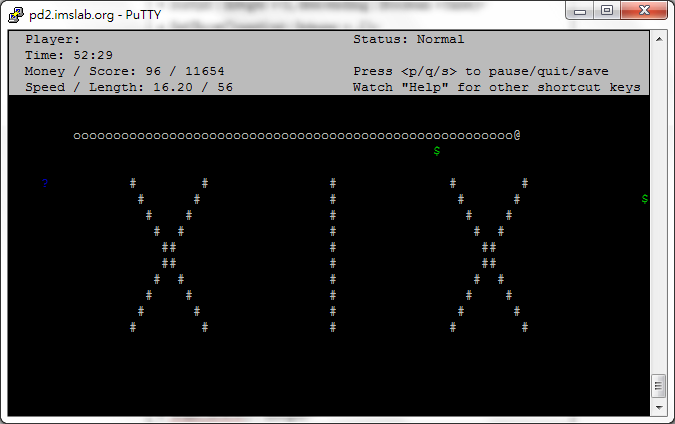 pd2.imslab.org - PuTTY
Player: Status: Normal
Time: 52:29
Money / Score: 96 / 11654 Press <p/q/s> to pause/quit/save
Speed / Length: 16.20 / 56 Watch "Help" for other shortcut keys
ooooooooooooooooooooooooooooooooooooooooooooooooooooooo@
$
? # # # # #
# # # # # $
# # # # #
# # # # #
## # ##
## # ##
# # # # #
# # # # #
# # # # #
# # # # #